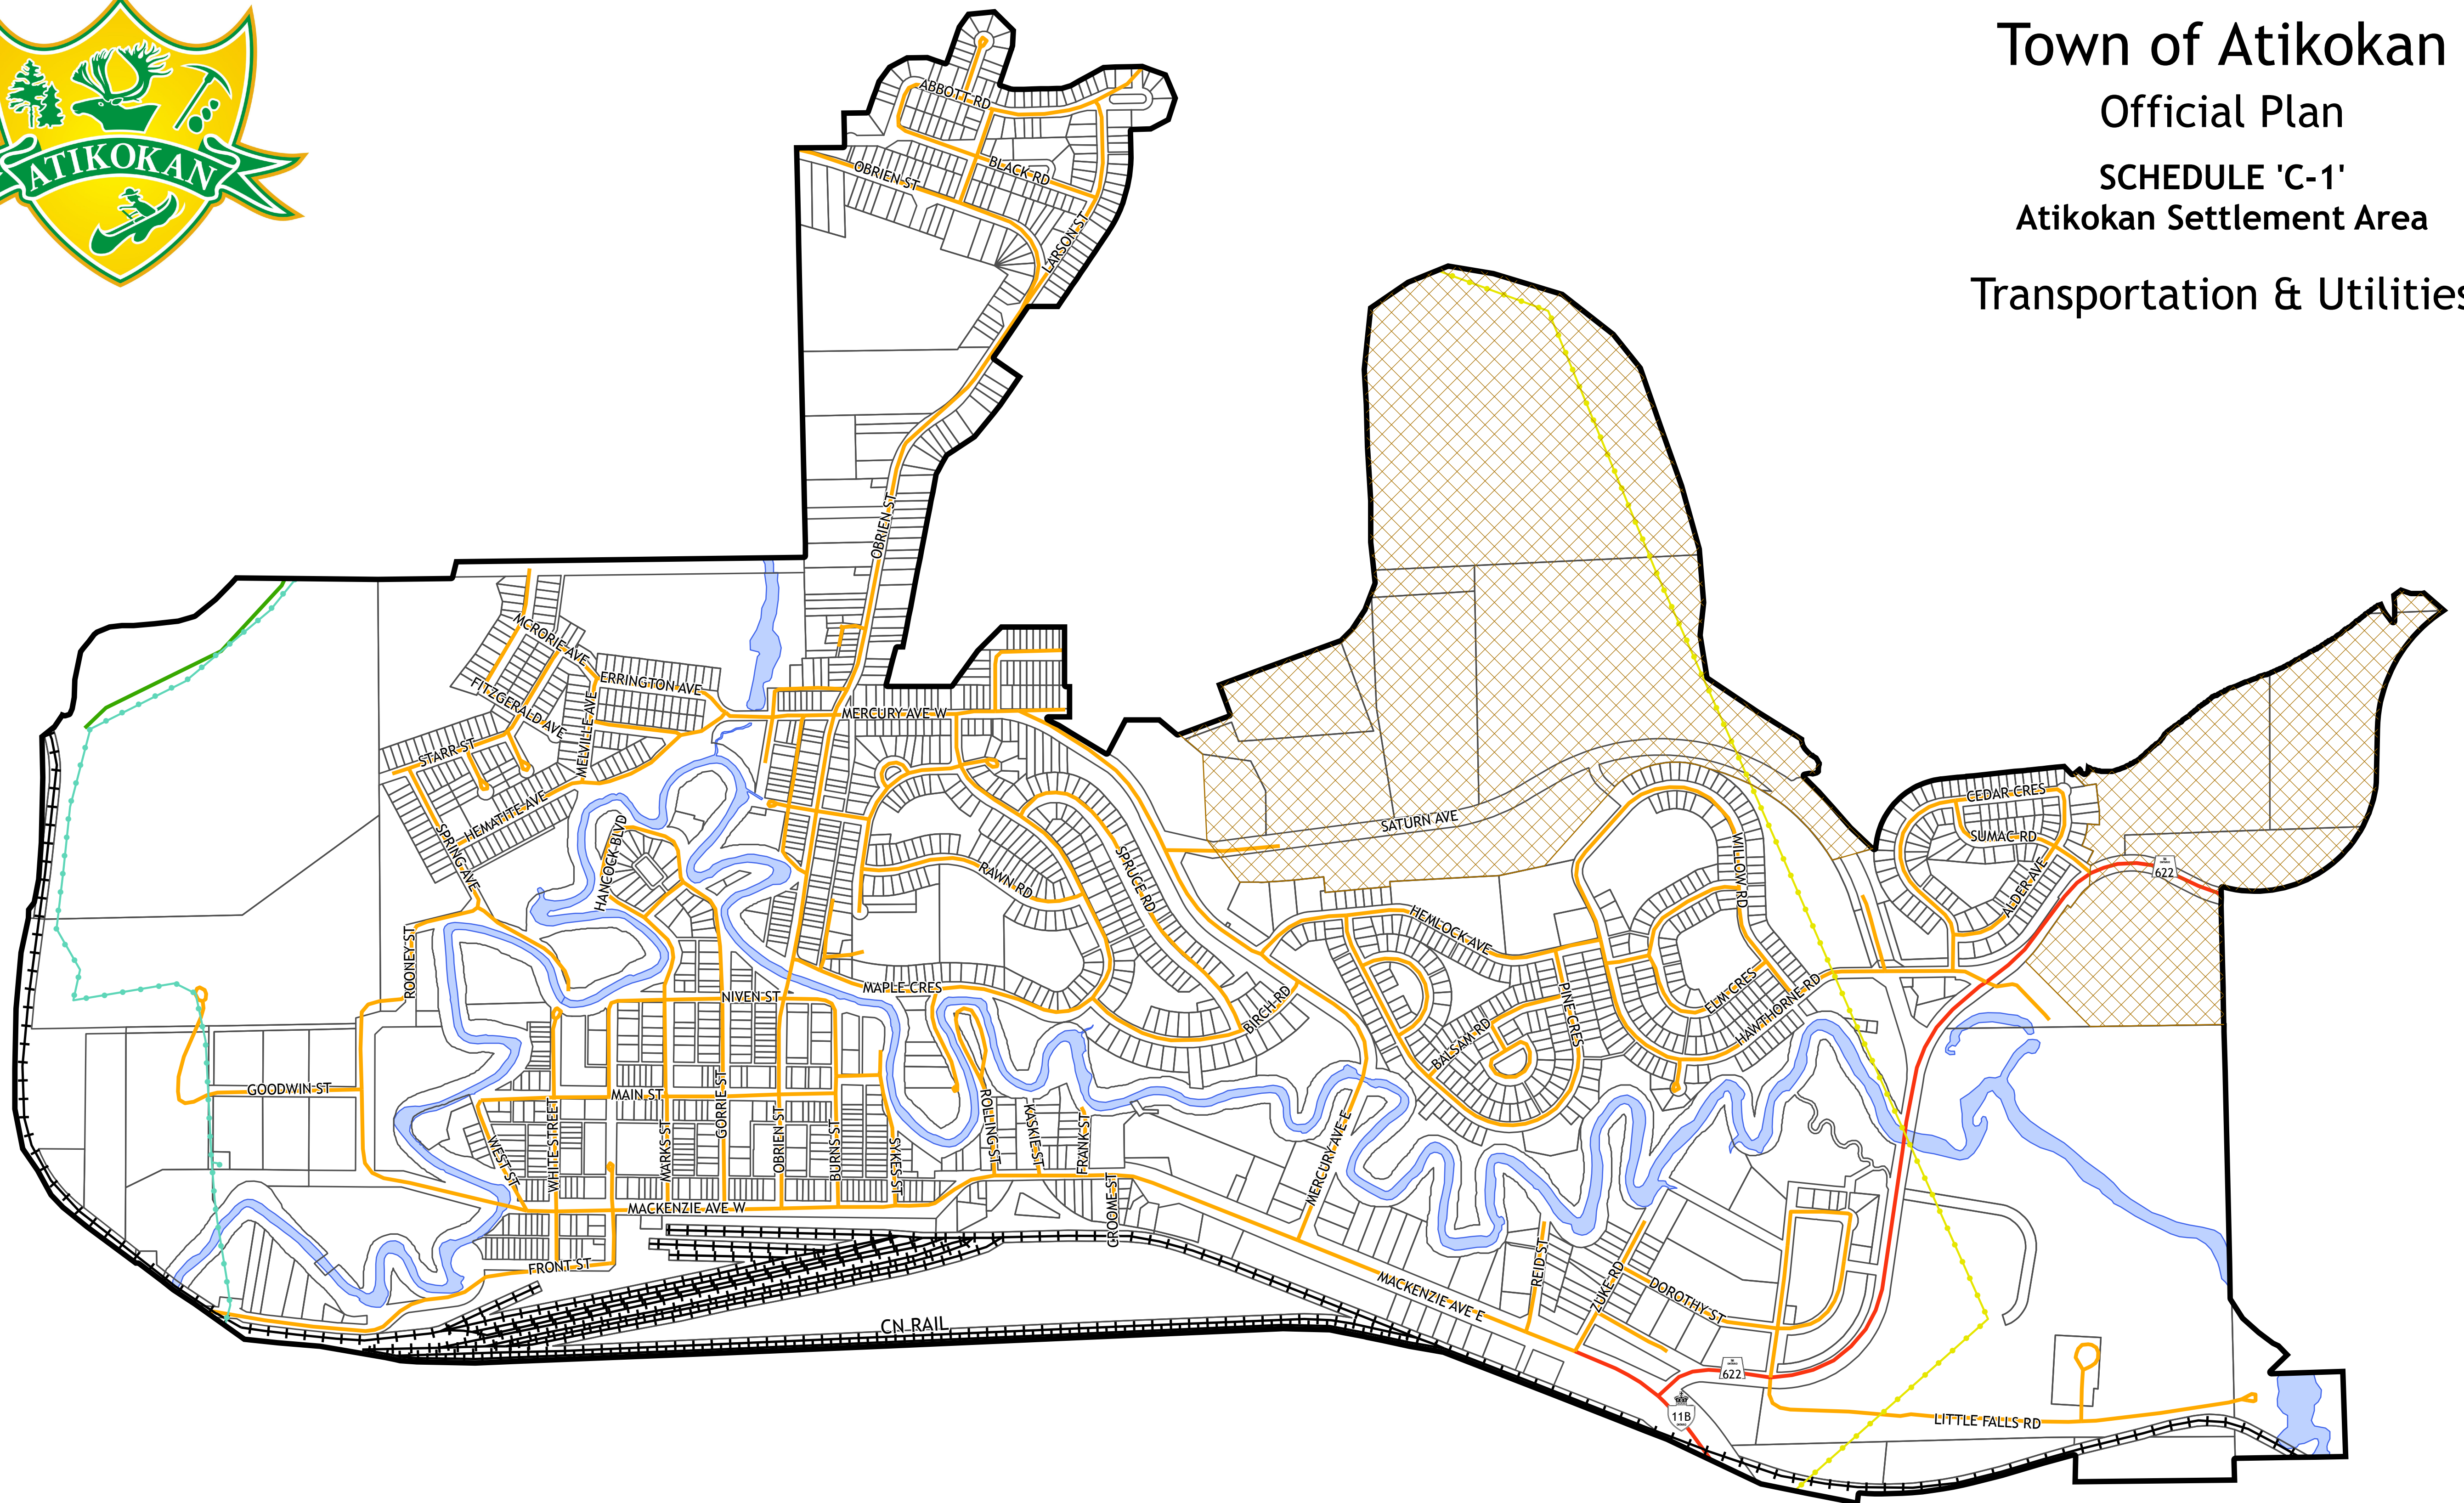 ATIKOKAN
Town of Atikokan
Official Plan
SCHEDULE 'C-1'
Atikokan Settlement Area
Transportation & Utilities
ABBOTT RD
BLACK RD
OBRIEN ST
LARSON ST
OBRIEN ST
MCRORIE AVE
ERRINGTON AVE
FITZGERALD AVE
MELVILLE AVE
MERCURY AVE W
STARR ST
HEMATITE AVE
SPRING AVE
HANCOCK BLVD
RAWN RD
SPRUCE RD
SATURN AVE
WILLOW RD
CEDAR CRES
SUMAC RD
ALDER AVE
622
HEMLOCK AVE
ROONEY ST
NIVEN ST
MAPLE CRES
BIRCH RD
BALSAM RD
PINE CRES
ELM CRES
HAWTHORNE RD
GOODWIN ST
MAIN ST
WEST ST
WHITE STREET
MARKS ST
GORRIE ST
OBRIEN ST
BURNS ST
SYKES ST
ROLLING ST
KASKIE ST
FRANK ST
CROOME ST
MERCURY AVE E
MACKENZIE AVE W
FRONT ST
CN RAIL
MACKENZIE AVE E
REID ST
ZUKE RD
DOROTHY ST
622
11B
LITTLE FALLS RD